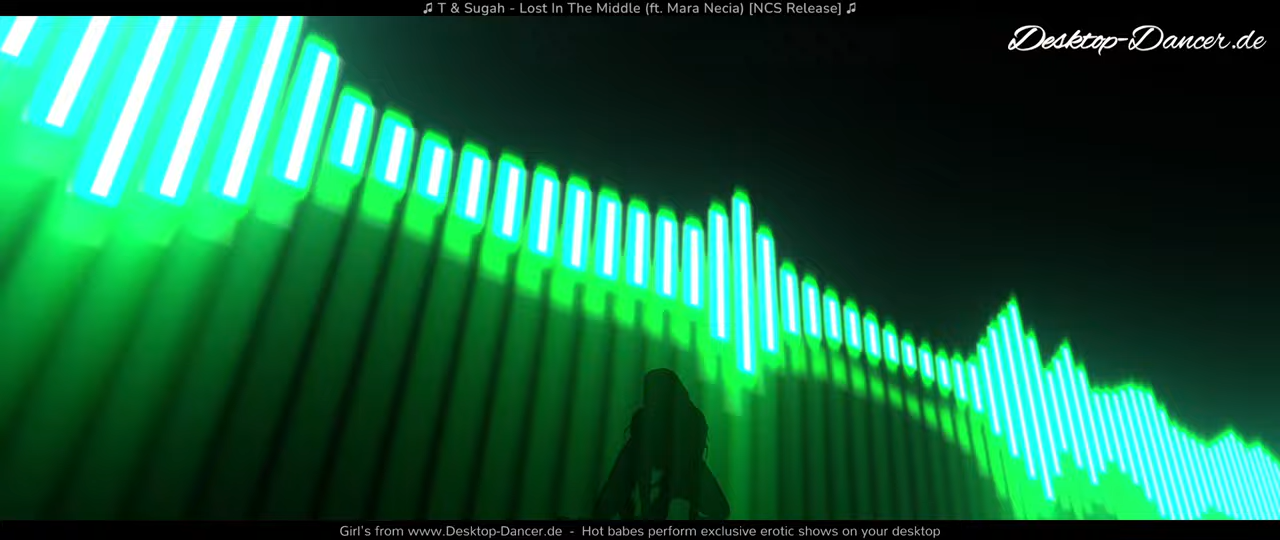 ♫ T & Sugah - Lost In The Middle (ft. Mara Necia) [NCS Release] ♫
Desktop-Dancer.de
Girl's from www.Desktop-Dancer.de - Hot babes perform exclusive erotic shows on your desktop